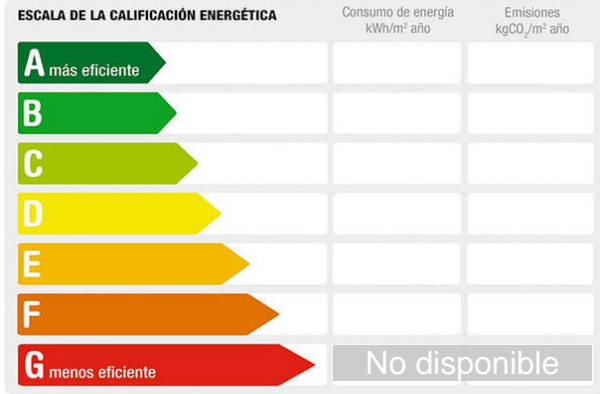 ESCALA DE LA CALIFICACIÓN ENERGÉTICA
Consumo de energía
kWh/m² año
Emisiones
kgCO₂/m² año
A más eficiente
B
C
D
E
F
G menos eficiente
No disponible